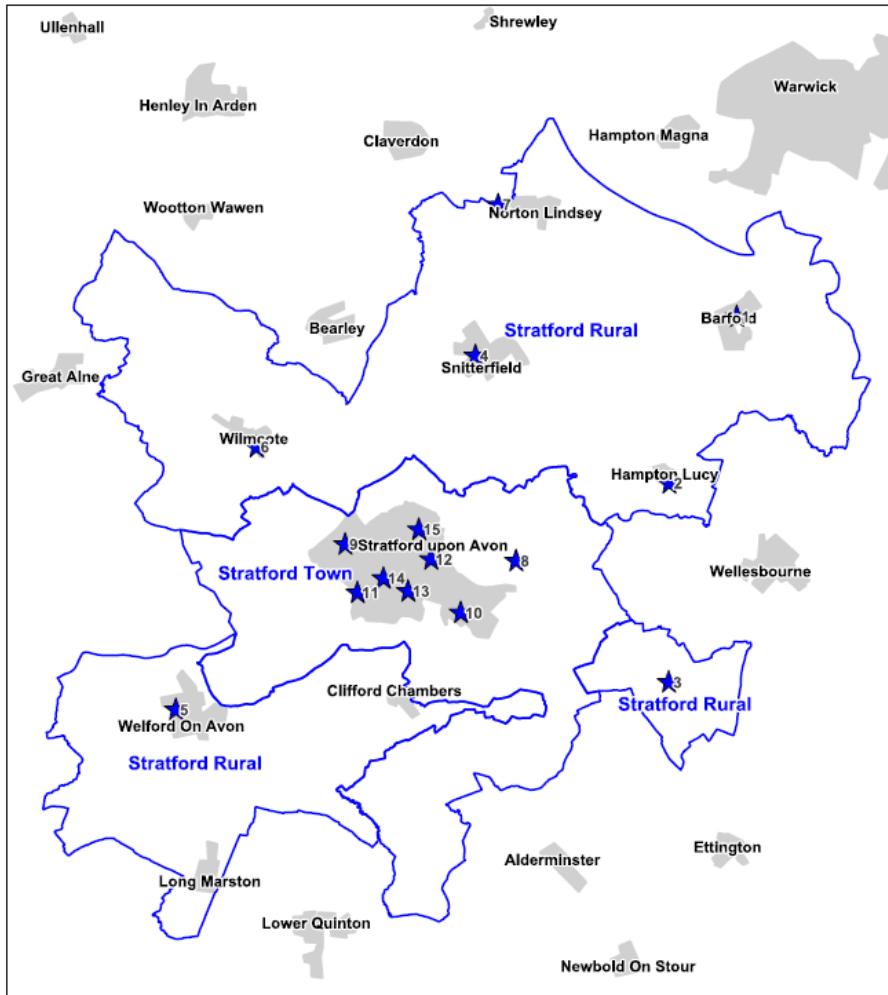 Ullenhall
Shrewley
Warwick
Henley In Arden
Claverdon
Hampton Magna
7
Wootton Wawen
Norton Lindsey
Bearley
Stratford Rural
Barford
4
Snitterfield
Great Alne
Wilmcote
6
Hampton Lucy
2
15
9
Stratford upon Avon
12
8
Stratford Town
14
11
13
10
Wellesbourne
3
Clifford Chambers
Stratford Rural
5
Welford On Avon
Stratford Rural
Long Marston
Alderminster
Ettington
Lower Quinton
Newbold On Stour